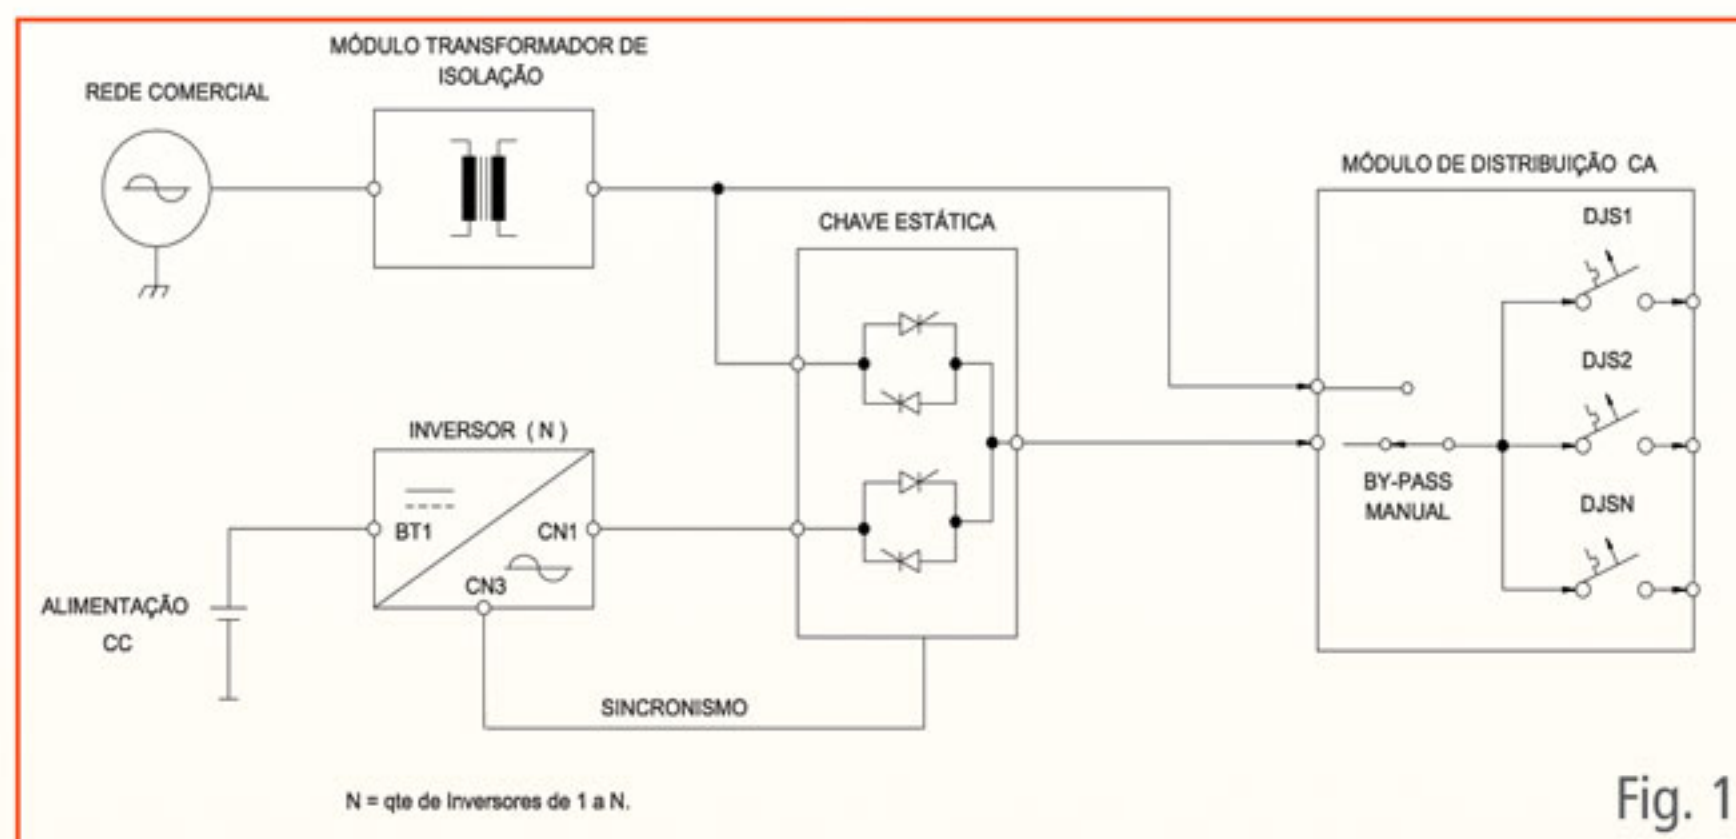 MÓDULO TRANSFORMADOR DE
ISOLAÇÃO
REDE COMERCIAL
MÓDULO DE DISTRIBUIÇÃO CA
CHAVE ESTÁTICA
DJS1
DJS2
INVERSOR ( N )
BY-PASS
MANUAL
DJSN
BT1
CN1
CN3
ALIMENTAÇÃO
CC
SINCRONISMO
N = qte de Inversores de 1 a N.
Fig. 1